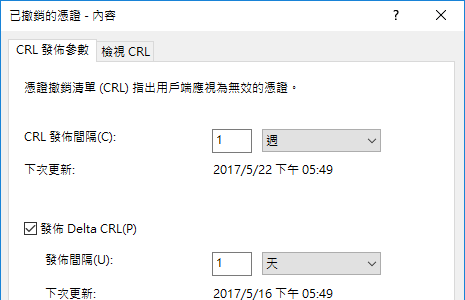 已撤銷的憑證 - 內容
CRL 發佈參數 檢視 CRL
憑證撤銷清單 (CRL) 指出用戶端應視為無效的憑證。
CRL 發佈間隔(C): 1 週
下次更新: 2017/5/22 下午 05:49
發佈 Delta CRL(P)
發佈間隔(U): 1 天
下次更新: 2017/5/16 下午 05:49